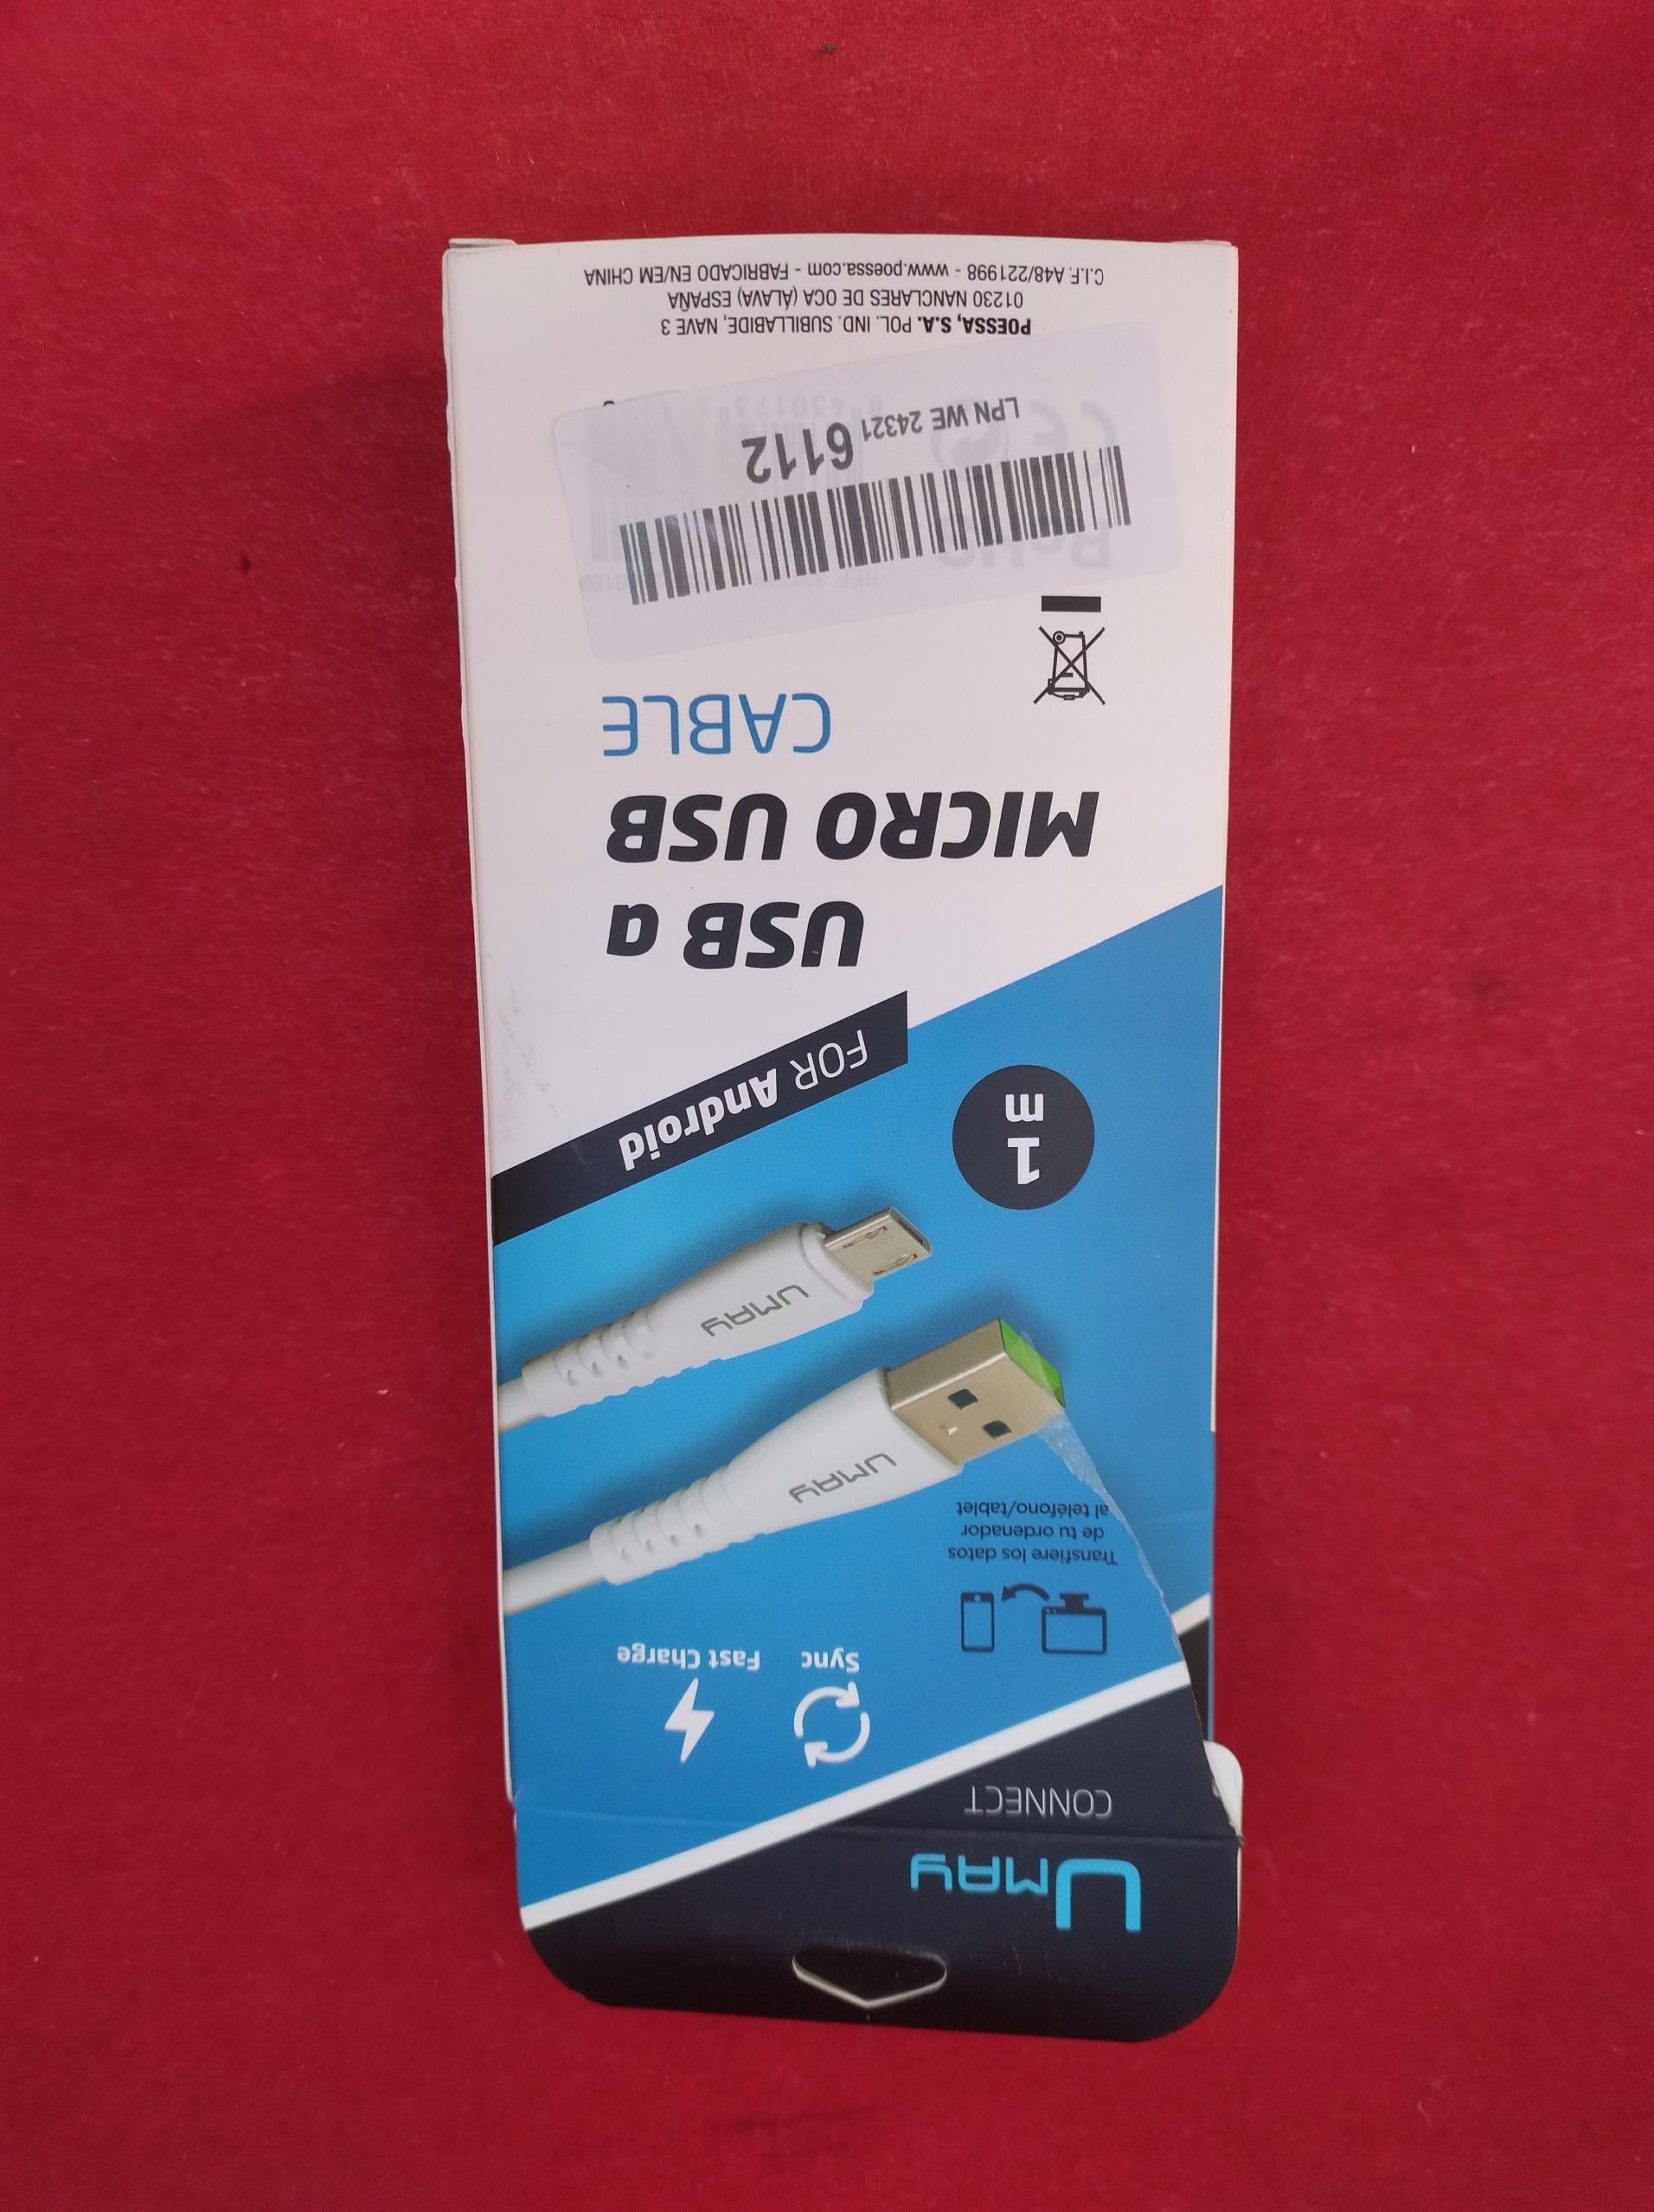 UMAY
CONNECT
Sync
Fast Charge
Transfiere los datos
de tu ordenador
al teléfono/tablet
UMAY
UMAY
1
m
FOR Android
USB a
MICRO USB
CABLE
LPN WE 24321 6112
POESSA, S.A. POL. IND. SUBILLABIDE, NAVE 3
01230 NANCLARES DE OCA (ÁLAVA) ESPAÑA
C.I.F. A48/221998 - www.poessa.com - FABRICADO EN/EM CHINA